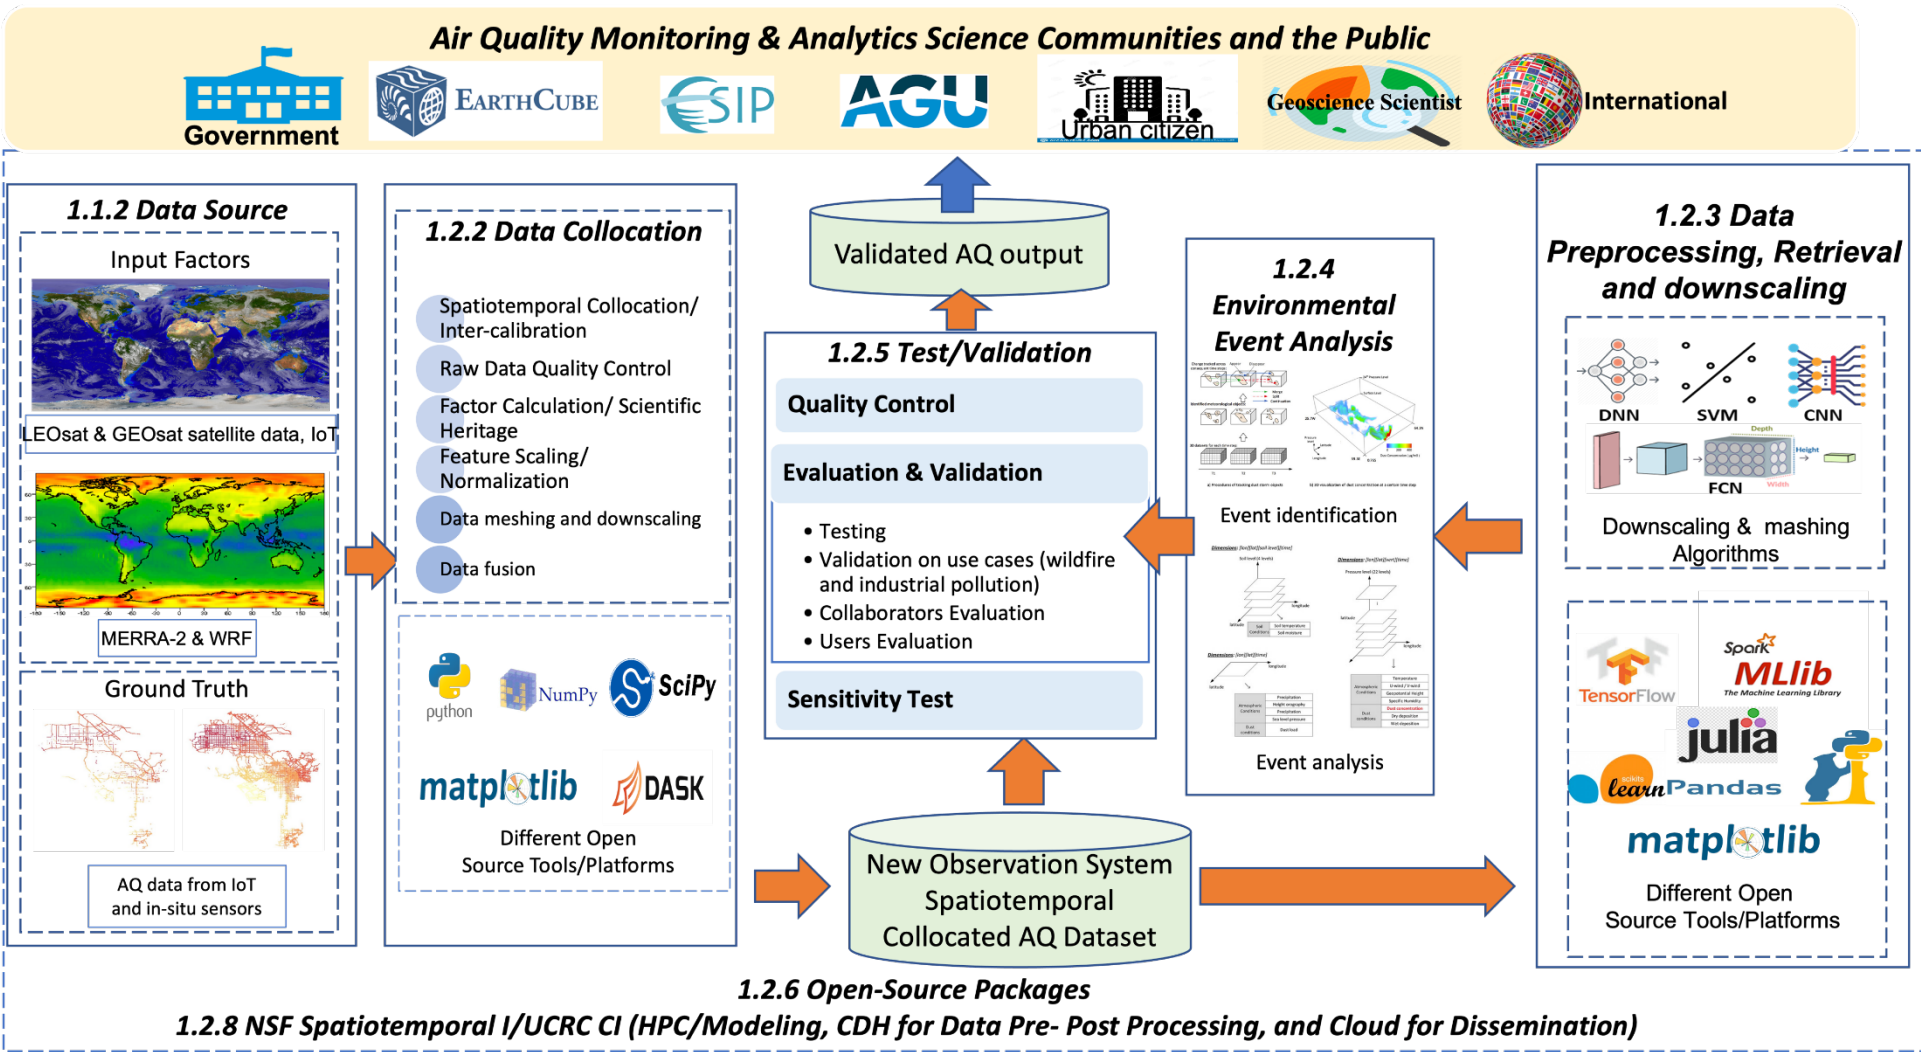 Air Quality Monitoring & Analytics Science Communities and the Public
Government
EARTHCUBE
ESIP
AGU
Urban citizen
Geoscience Scientist
International
1.1.2 Data Source
Input Factors
LEOsat & GEOsat satellite data, IoT
MERRA-2 & WRF
Ground Truth
AQ data from IoT
and in-situ sensors
1.2.2 Data Collocation
Spatiotemporal Collocation/
Inter-calibration
Raw Data Quality Control
Factor Calculation/ Scientific
Heritage
Feature Scaling/
Normalization
Data meshing and downscaling
Data fusion
python
NumPy
SciPy
matplotlib
DASK
Different Open
Source Tools/Platforms
Validated AQ output
1.2.5 Test/Validation
Quality Control
Evaluation & Validation
• Testing
• Validation on use cases (wildfire
and industrial pollution)
• Collaborators Evaluation
• Users Evaluation
Sensitivity Test
New Observation System
Spatiotemporal
Collocated AQ Dataset
1.2.4
Environmental
Event Analysis
Event identification
Event analysis
1.2.3 Data
Preprocessing, Retrieval
and downscaling
DNN
SVM
CNN
Depth
Height
Width
FCN
Downscaling & mashing
Algorithms
TensorFlow
Spark
MLlib
The Machine Learning Library
julia
scikits
learn
Pandas
matplotlib
Different Open
Source Tools/Platforms
1.2.6 Open-Source Packages
1.2.8 NSF Spatiotemporal I/UCRC CI (HPC/Modeling, CDH for Data Pre- Post Processing, and Cloud for Dissemination)